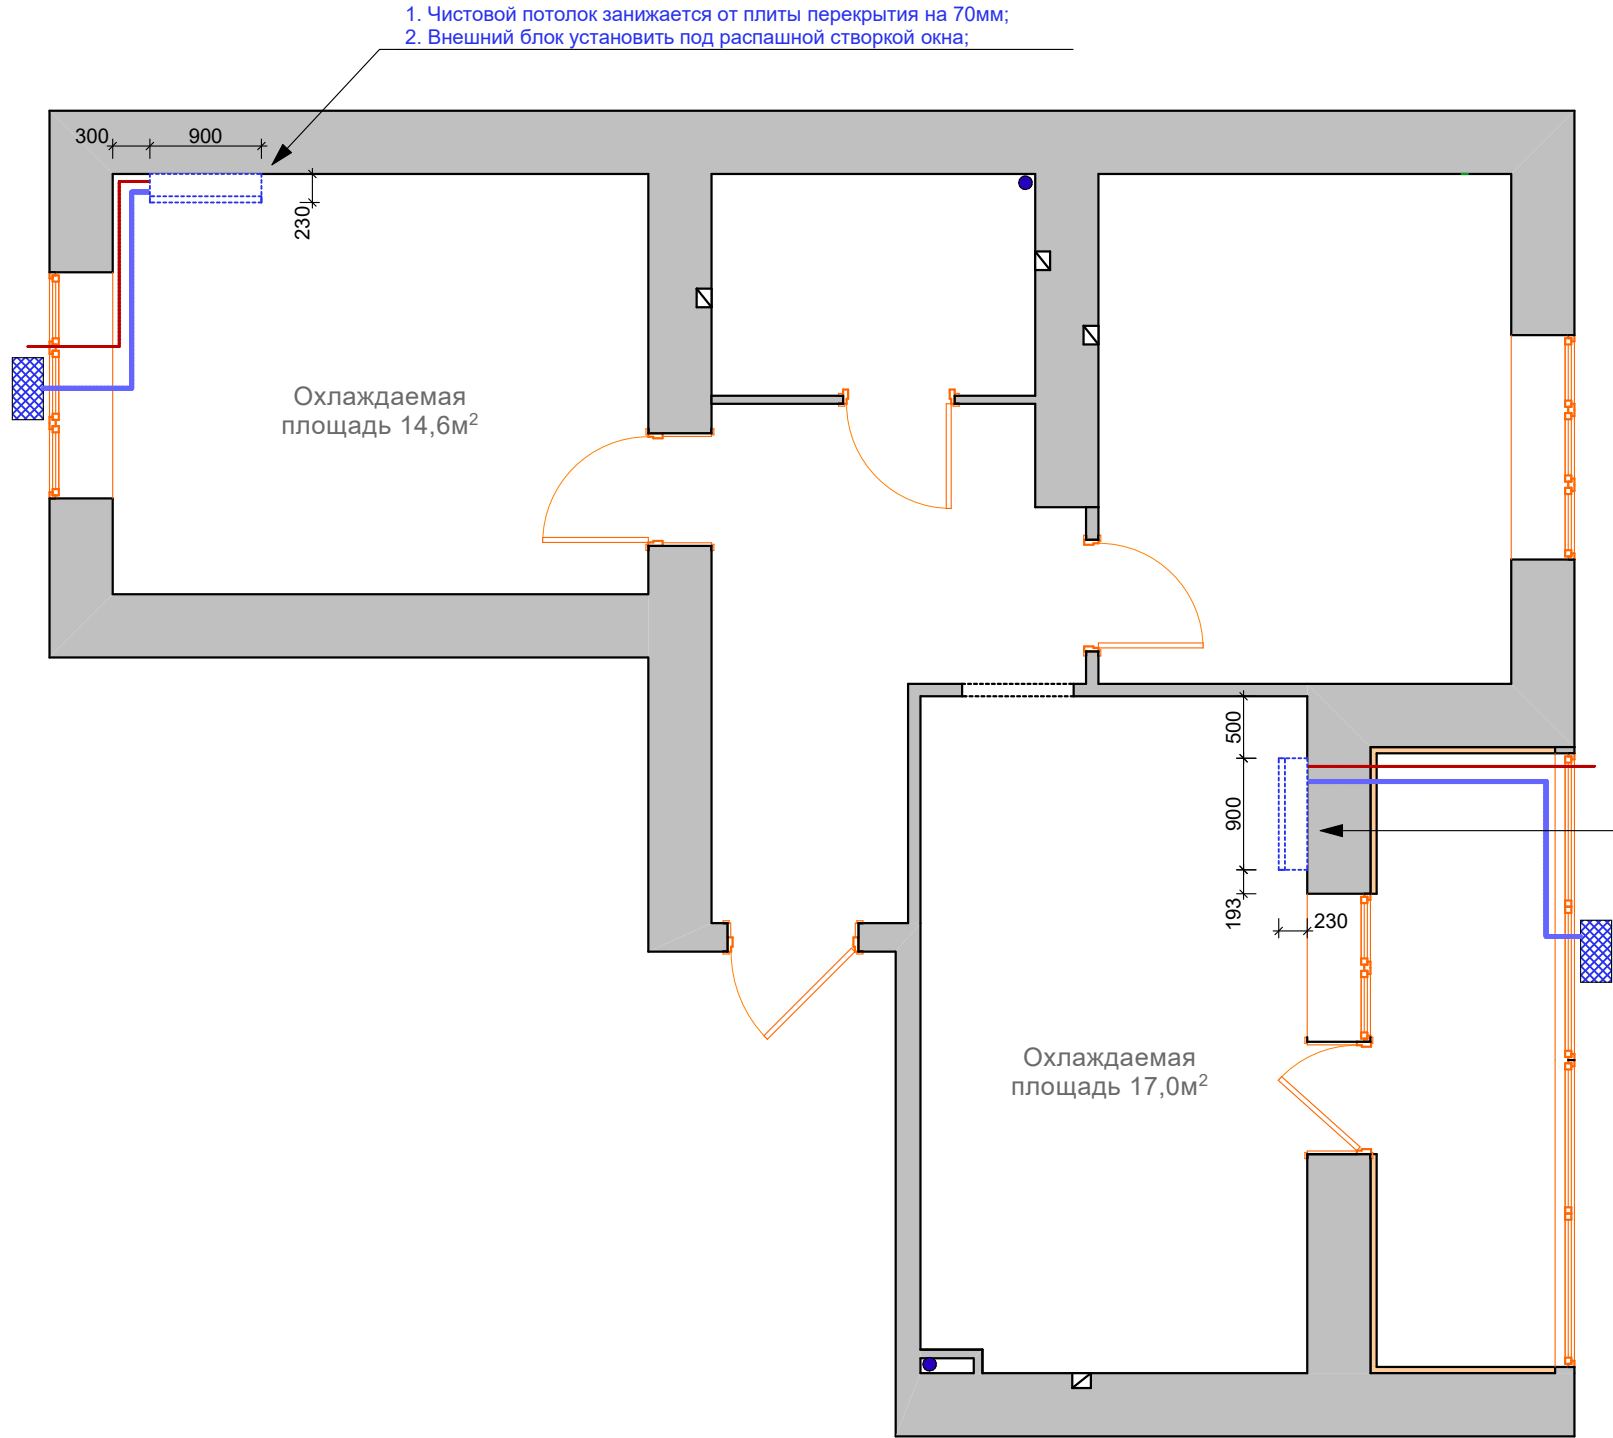 1. Чистовой потолок занижается от плиты перекрытия на 70мм;
2. Внешний блок установить под распашной створкой окна;
300
900
230
Охлаждаемая
площадь 14,6м²
500
900
193
230
Охлаждаемая
площадь 17,0м²